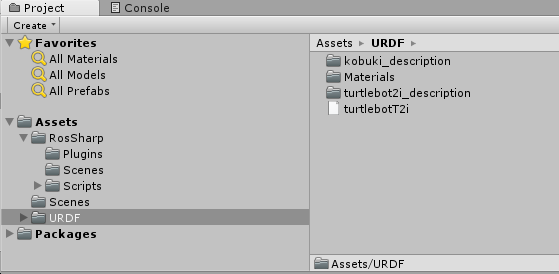 Project
Console
Create
Favorites
All Materials
All Models
All Prefabs
Assets
RosSharp
Plugins
Scenes
Scripts
Scenes
URDF
Packages
Assets URDF
kobuki_description
Materials
turtlebot2i_description
turtlebotT2i
Assets/URDF